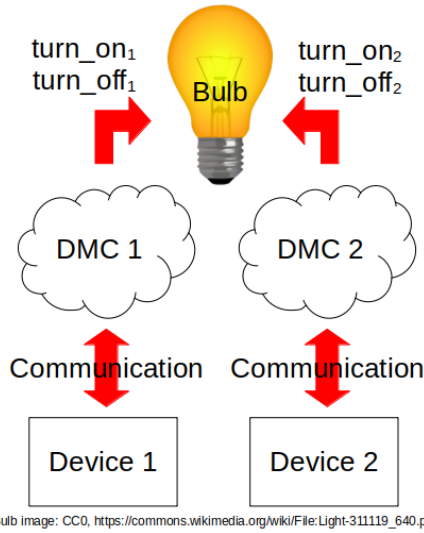 turn_on₁
turn_off₁
Bulb
turn_on₂
turn_off₂
DMC 1
DMC 2
Communication
Communication
Device 1
Device 2
ulb image: CC0, https://commons.wikimedia.org/wiki/File:Light-311119_640.p